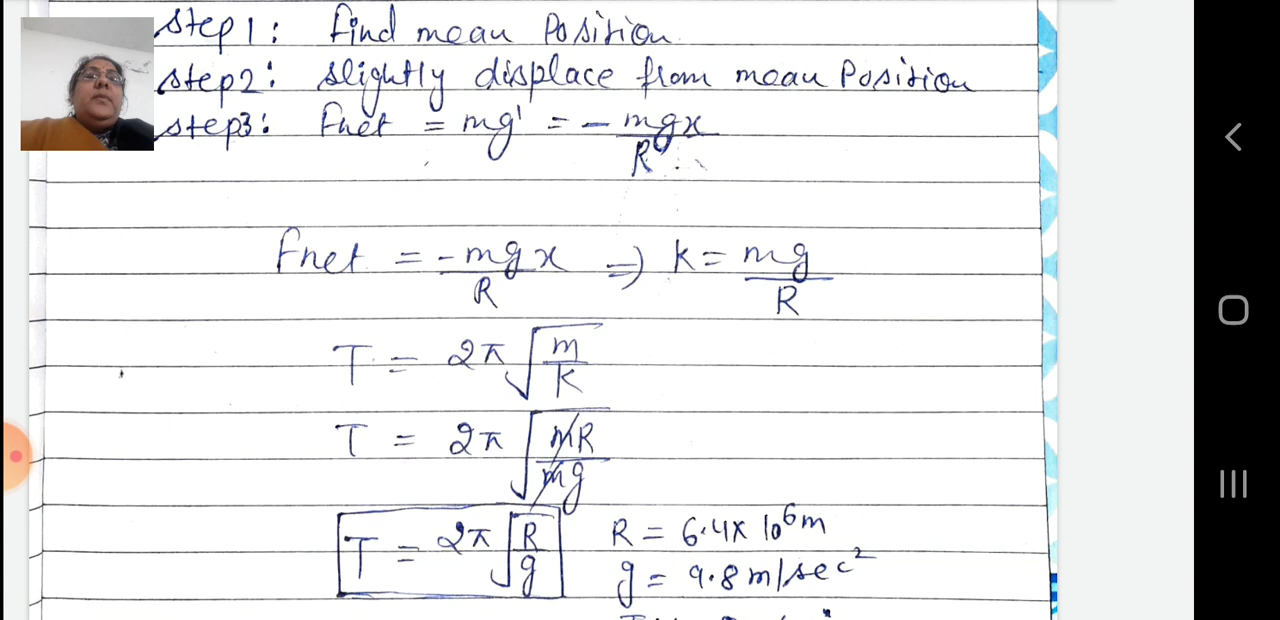 Step 1: Find mean Position
Step 2: Slightly displace from mean Position
Step 3: Fnet = mg' = - mgx/R
Fnet = - mgx/R => K = mg/R
T = 2π √(m/K)
T = 2π √(mR/mg)
T = 2π √(R/g) R = 6.4 x 10⁶ m
g = 9.8 m/sec²